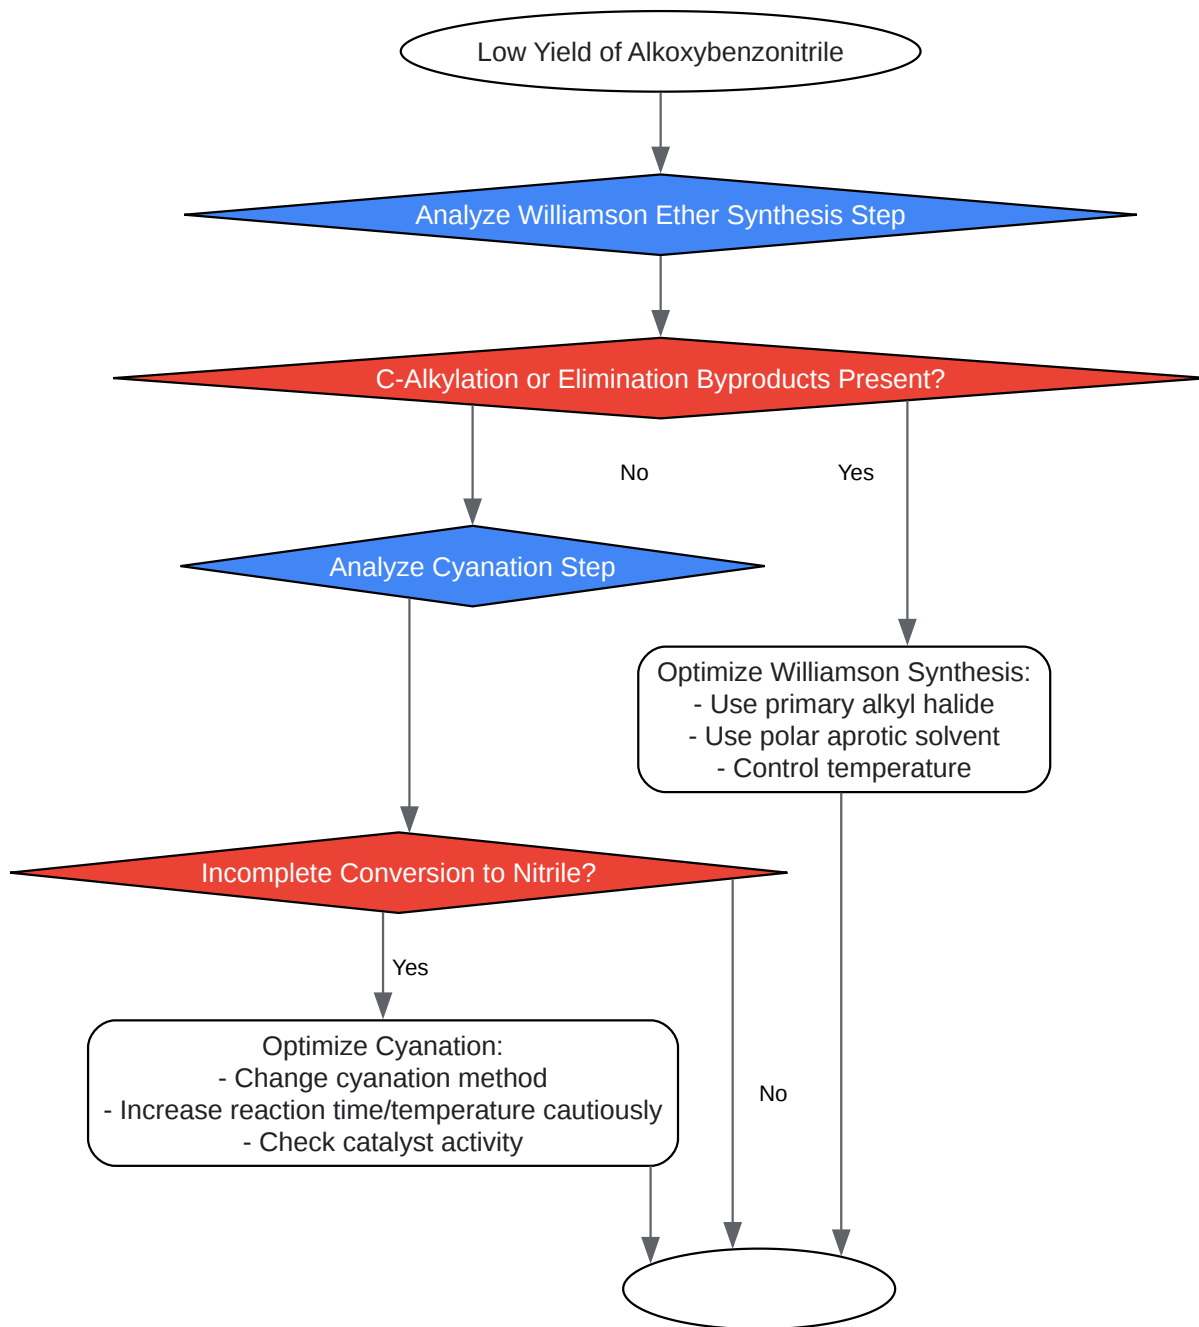 Low Yield of Alkoxybenzonitrile
Analyze Williamson Ether Synthesis Step
C-Alkylation or Elimination Byproducts Present?
No
Yes
Analyze Cyanation Step
Optimize Williamson Synthesis:
- Use primary alkyl halide
- Use polar aprotic solvent
- Control temperature
Incomplete Conversion to Nitrile?
Yes
Optimize Cyanation:
- Change cyanation method
- Increase reaction time/temperature cautiously
- Check catalyst activity
No